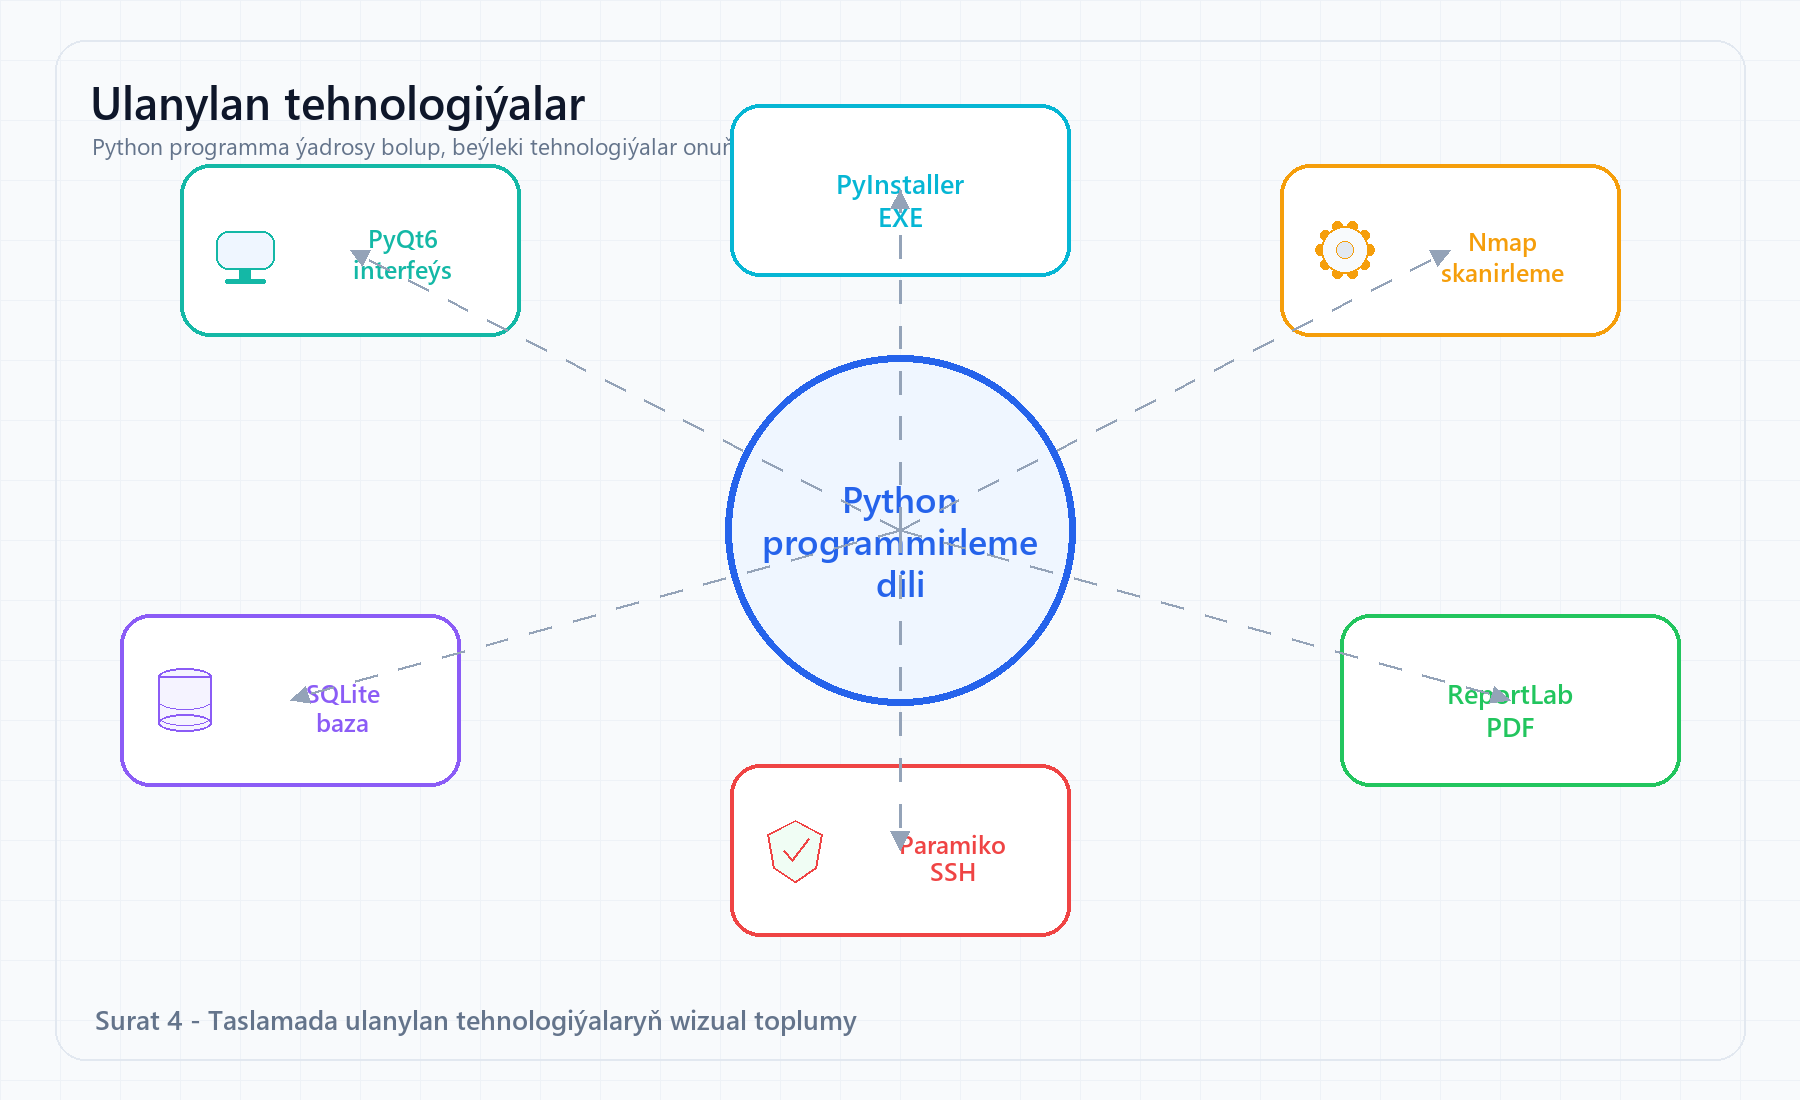 Ulanylan tehnologiýalar
Python programma ýadrosy bolup, beýleki tehnologiýalar onuň
PyInstaller
EXE
PyQt6
interfeýs
Nmap
skanirleme
Python
programmirleme
dili
SQLite
baza
ReportLab
PDF
Paramiko
SSH
Surat 4 - Taslamada ulanylan tehnologiýalaryň wizual toplumy